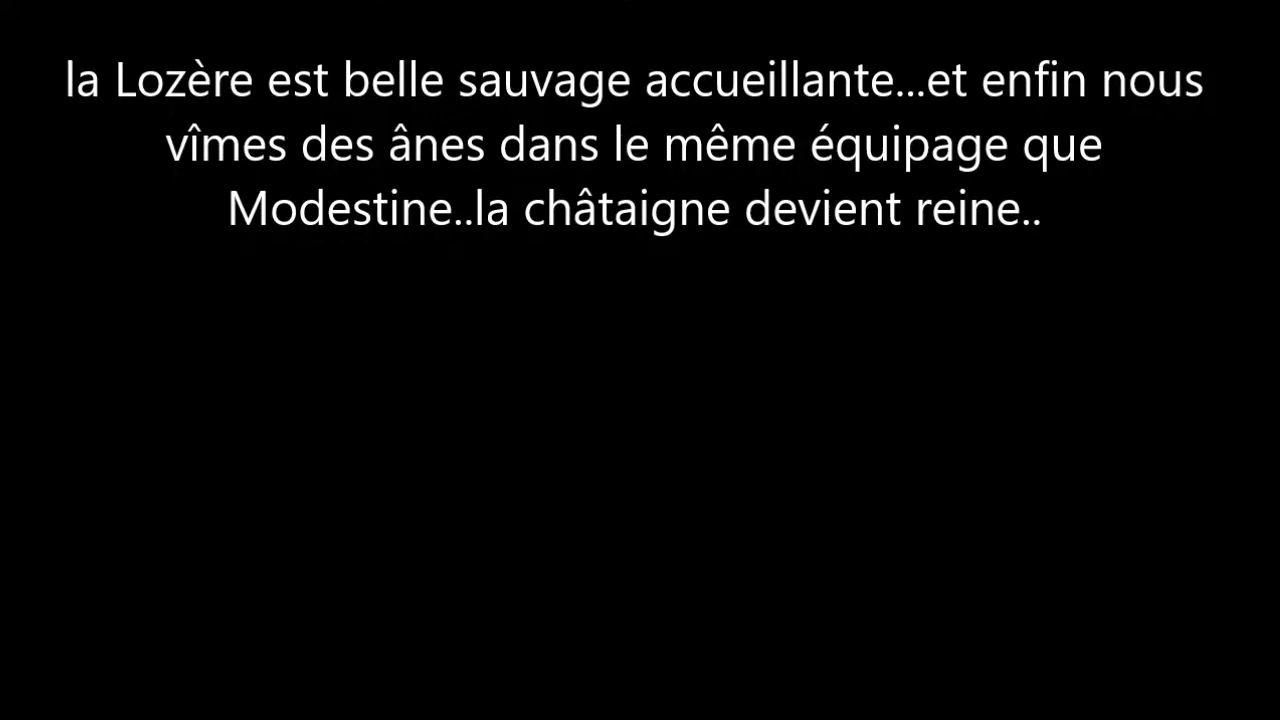 la Lozère est belle sauvage accueillante...et enfin nous
vîmes des ânes dans le même équipage que
Modestine..la châtaigne devient reine..